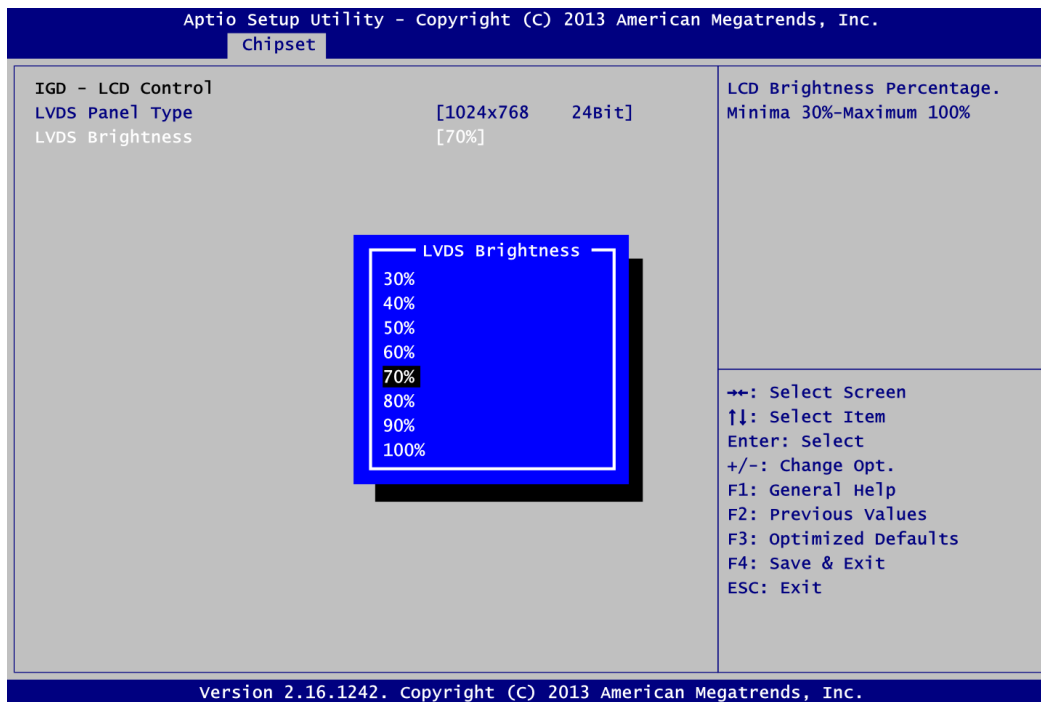 Aptio Setup Utility – Copyright (C) 2013 American Megatrends, Inc.
Chipset
IGD - LCD Control
LVDS Panel Type [1024x768 24Bit]
LVDS Brightness [70%]
LCD Brightness Percentage.
Minima 30%-Maximum 100%
LVDS Brightness
30%
40%
50%
60%
70%
80%
90%
100%
→←: Select Screen
↑↓: Select Item
Enter: Select
+/-: Change Opt.
F1: General Help
F2: Previous Values
F3: Optimized Defaults
F4: Save & Exit
ESC: Exit
Version 2.16.1242. Copyright (C) 2013 American Megatrends, Inc.